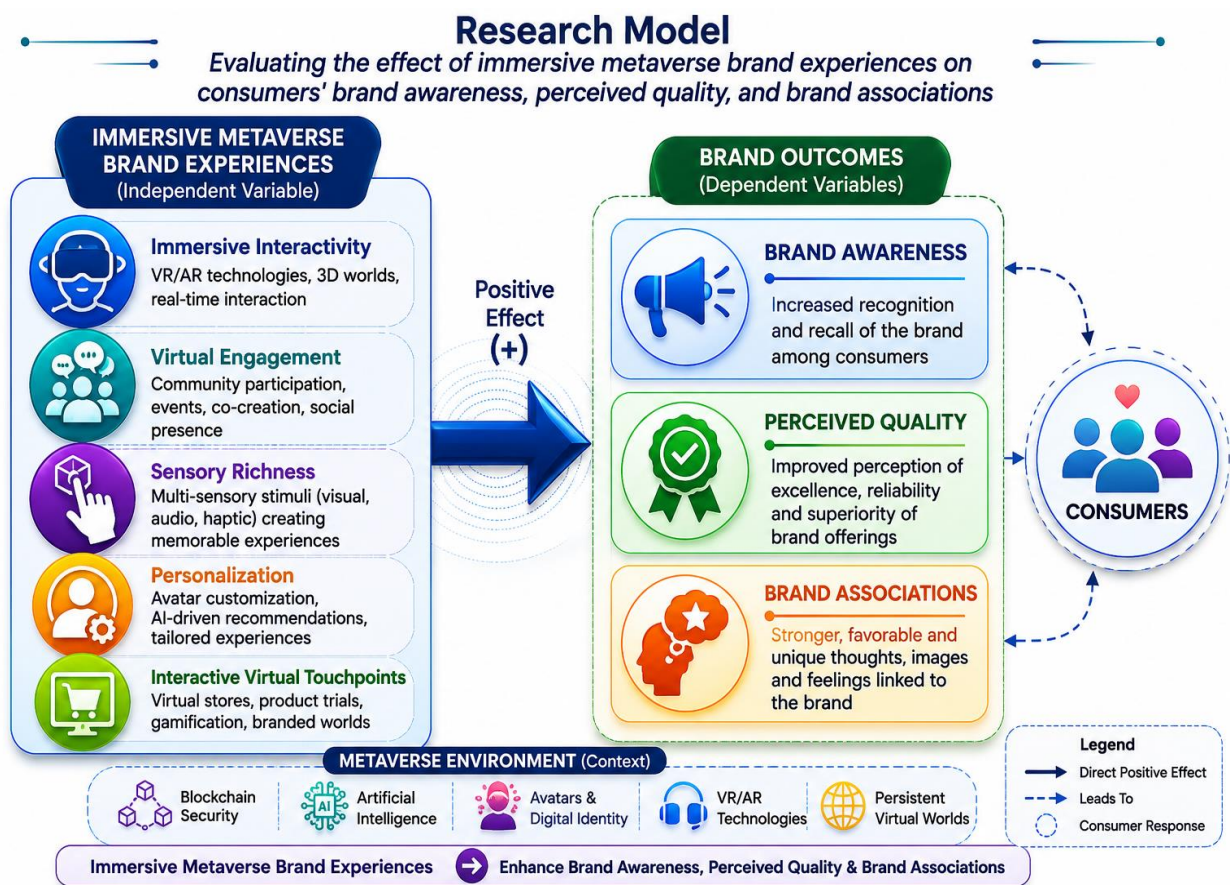 Research Model
Evaluating the effect of immersive metaverse brand experiences on
consumers' brand awareness, perceived quality, and brand associations
IMMERSIVE METAVERSE
BRAND EXPERIENCES
(Independent Variable)
Immersive Interactivity
VR/AR technologies, 3D worlds,
real-time interaction
Virtual Engagement
Community participation,
events, co-creation, social
presence
Sensory Richness
Multi-sensory stimuli (visual,
audio, haptic) creating
memorable experiences
Personalization
Avatar customization,
AI-driven recommendations,
tailored experiences
Interactive Virtual Touchpoints
Virtual stores, product trials,
gamification, branded worlds
Positive
Effect
(+)
BRAND OUTCOMES
(Dependent Variables)
BRAND AWARENESS
Increased recognition
and recall of the brand
among consumers
PERCEIVED QUALITY
Improved perception of
excellence, reliability
and superiority of
brand offerings
BRAND ASSOCIATIONS
Stronger, favorable and
unique thoughts, images
and feelings linked to
the brand
CONSUMERS
Legend
Direct Positive Effect
Leads To
Consumer Response
METAVERSE ENVIRONMENT (Context)
Blockchain
Security
AI
Artificial
Intelligence
Avatars &
Digital Identity
VR/AR
Technologies
Persistent
Virtual Worlds
Immersive Metaverse Brand Experiences
Enhance Brand Awareness, Perceived Quality & Brand Associations